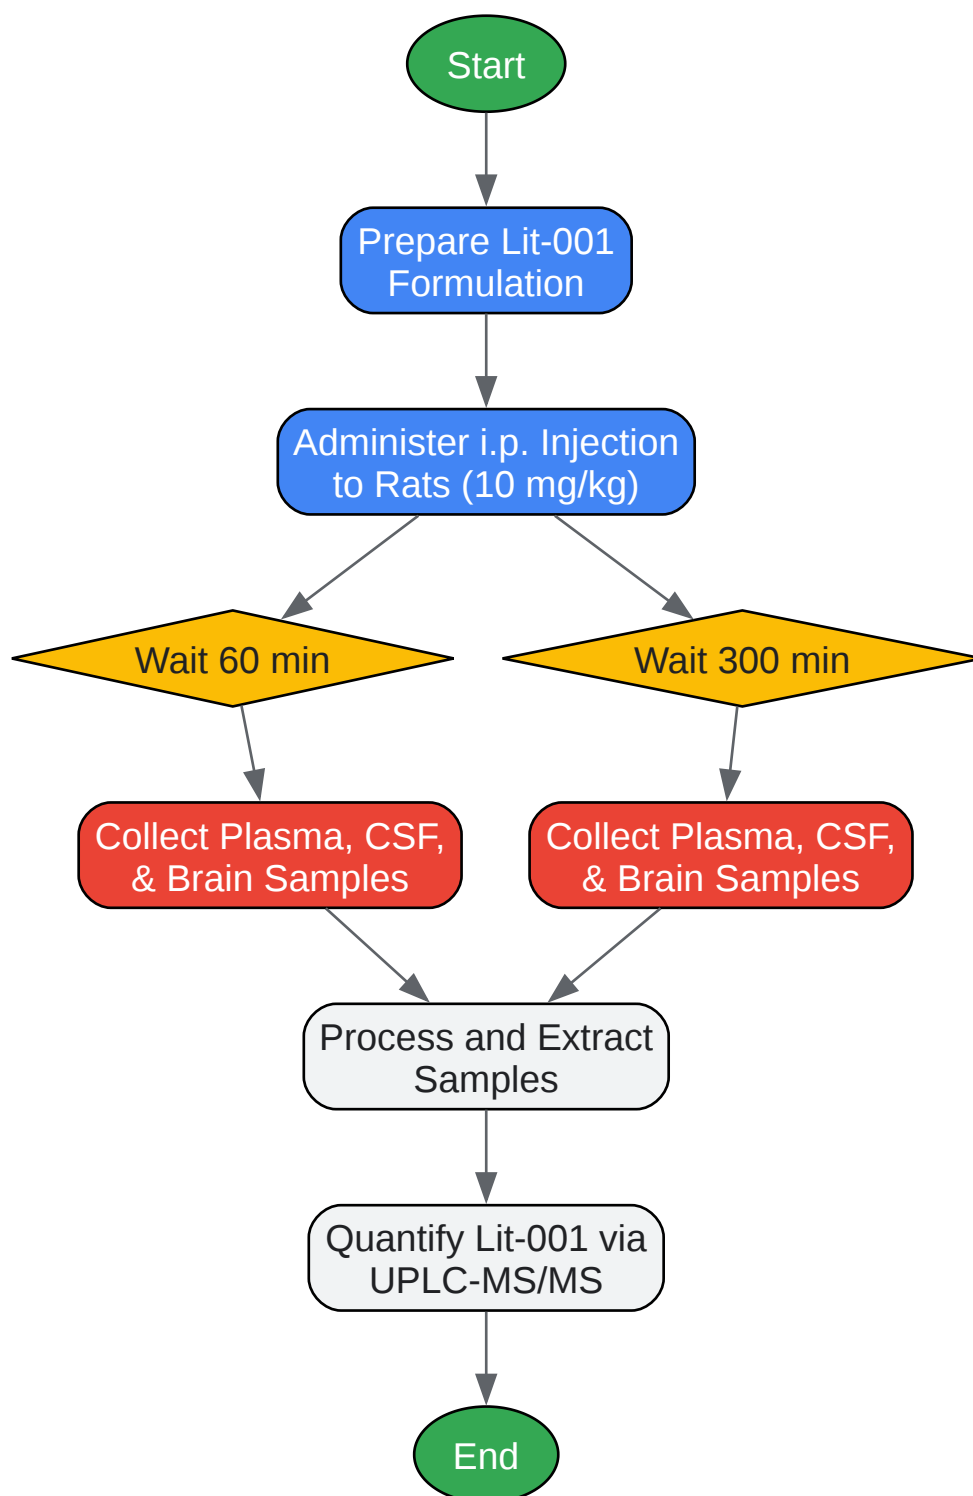 Start
Prepare Lit-001
Formulation
Administer i.p. Injection
to Rats (10 mg/kg)
Wait 60 min
Wait 300 min
Collect Plasma, CSF,
& Brain Samples
Collect Plasma, CSF,
& Brain Samples
Process and Extract
Samples
Quantify Lit-001 via
UPLC-MS/MS
End